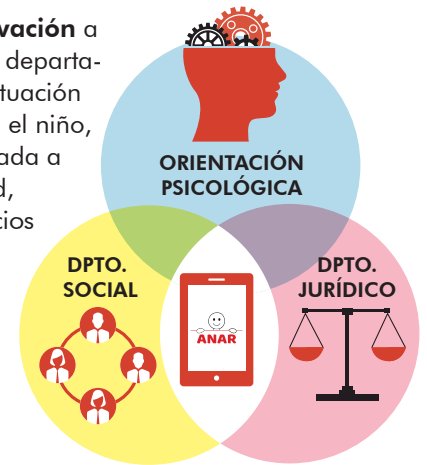 vación a
departa-
tuación
el niño,
ada a
d,
cios
ORIENTACIÓN
PSICOLÓGICA
DPTO.
SOCIAL
DPTO.
JURÍDICO
ANAR